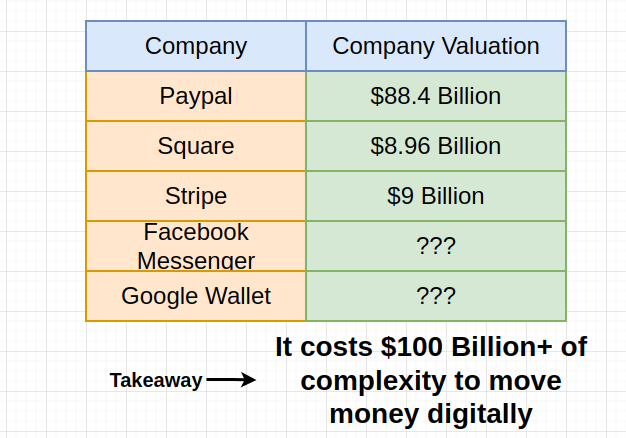 Company Company Valuation
Paypal $88.4 Billion
Square $8.96 Billion
Stripe $9 Billion
Facebook
Messenger ???
Google Wallet ???
It costs $100 Billion+ of
Takeaway complexity to move
money digitally